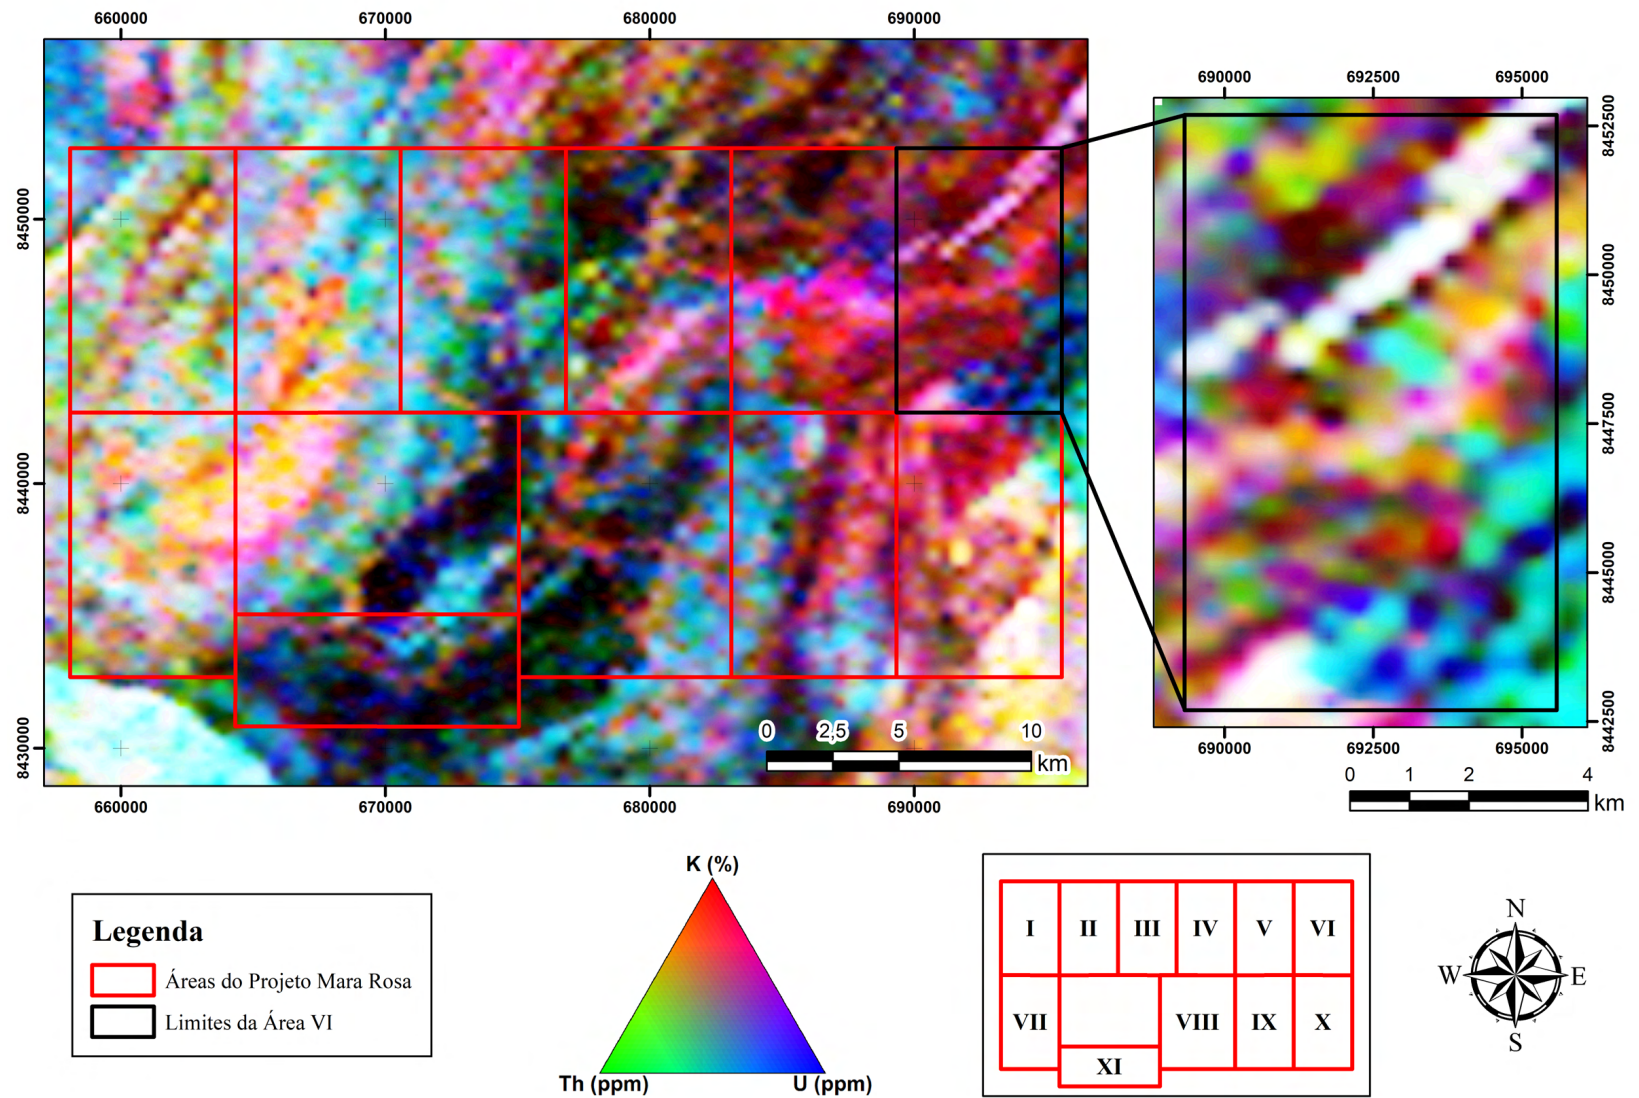 660000 670000 680000 690000
690000 692500 695000
8450000
8440000
8430000
8452500
8450000
8447500
8445000
8442500
0 2,5 5 10
km
660000 670000 680000 690000
690000 692500 695000
0 1 2 4
km
Legenda
Áreas do Projeto Mara Rosa
Limites da Área VI
K (%)
Th (ppm) U (ppm)
I II III IV V VI
VII VIII IX X
XI
N
W E
S